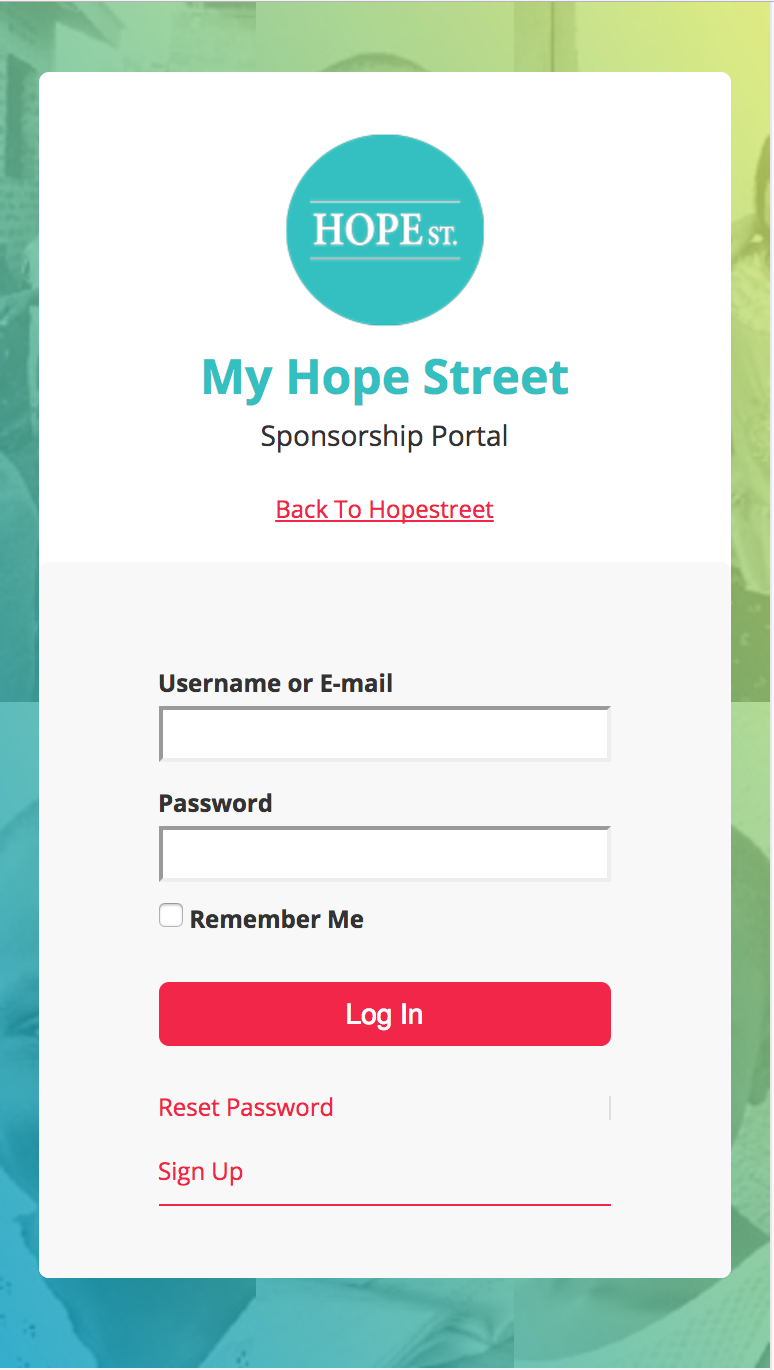 HOPE ST.
My Hope Street
Sponsorship Portal
Back To Hopestreet
Username or E-mail
Password
Remember Me
Log In
Reset Password
Sign Up